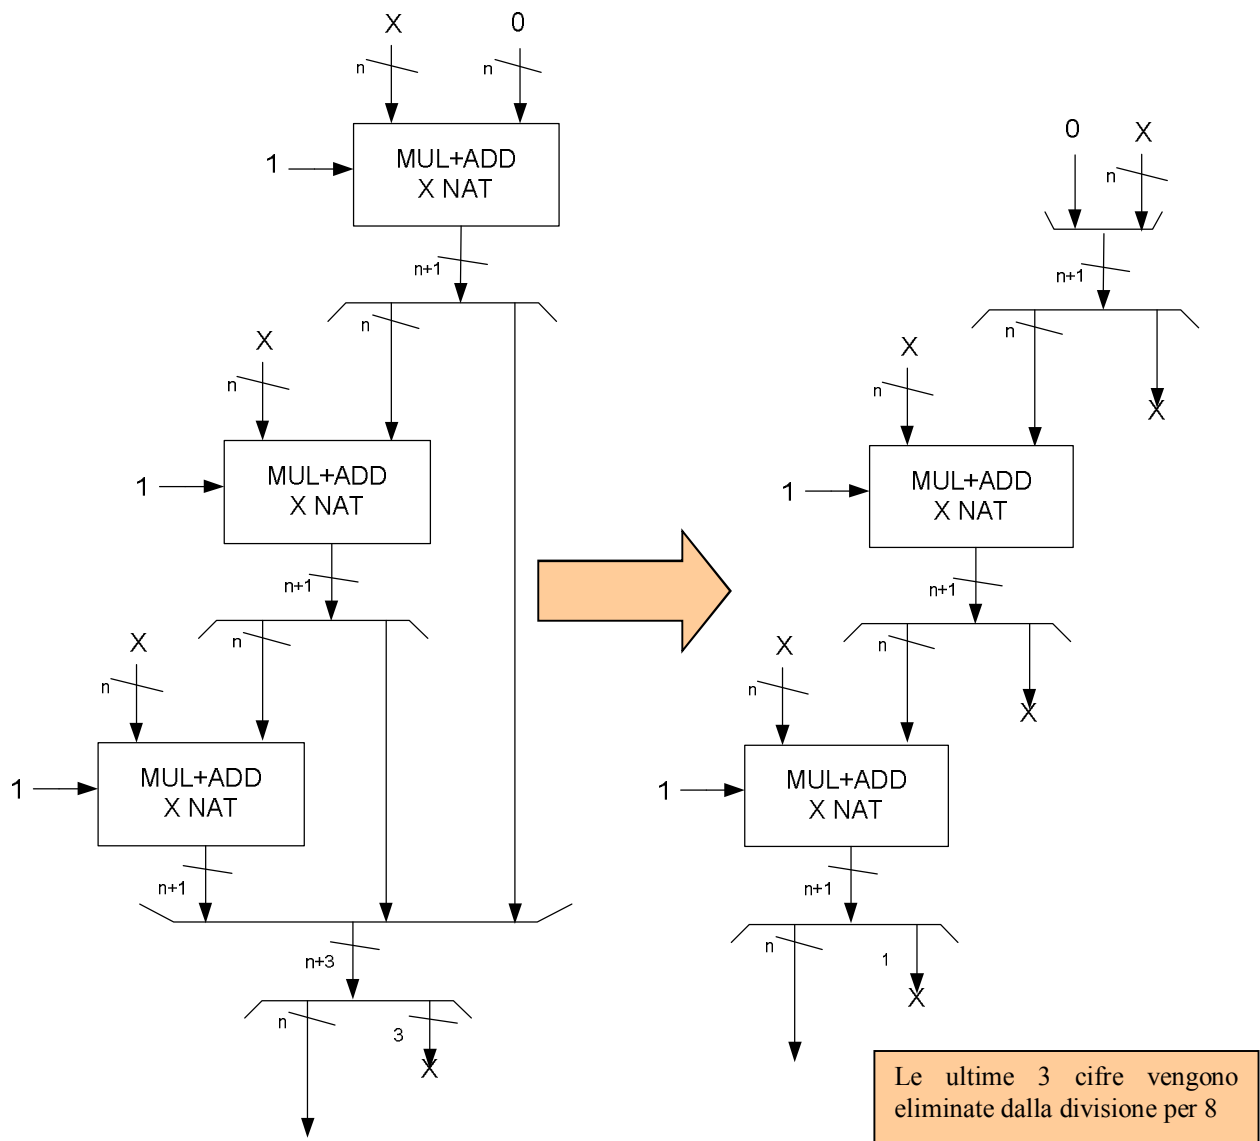 X 0
n n
1 MUL+ADD
X NAT
n+1
n
X
n
1 MUL+ADD
X NAT
n+1
n
X
n
1 MUL+ADD
X NAT
n+1
n+3
n
3
X
0 X
n
n+1
n
X
X
n
1 MUL+ADD
X NAT
n+1
n
X
X
n
1 MUL+ADD
X NAT
n+1
n
1
X
Le ultime 3 cifre vengono
eliminate dalla divisione per 8